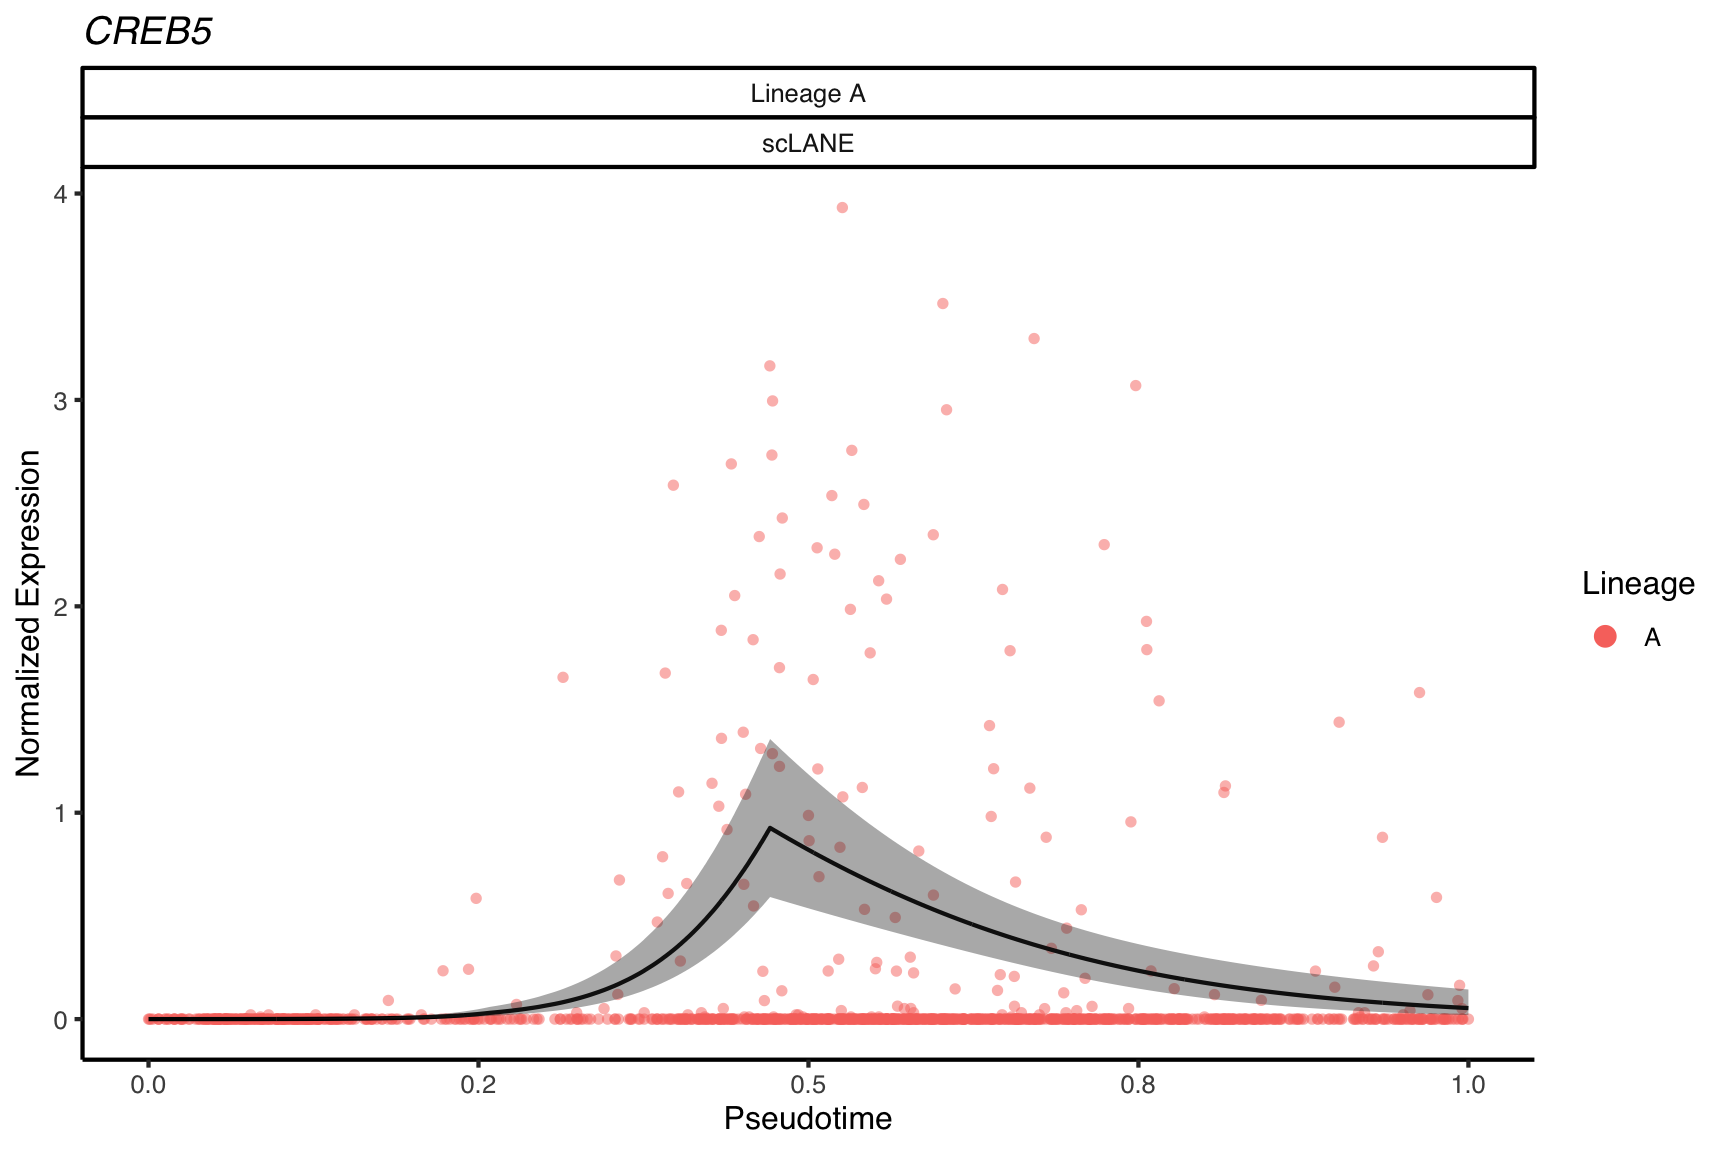 CREB5
Lineage A
scLANE
4
3
2
1
0
Normalized Expression
0.0 0.2 0.5 0.8 1.0
Pseudotime
Lineage
A